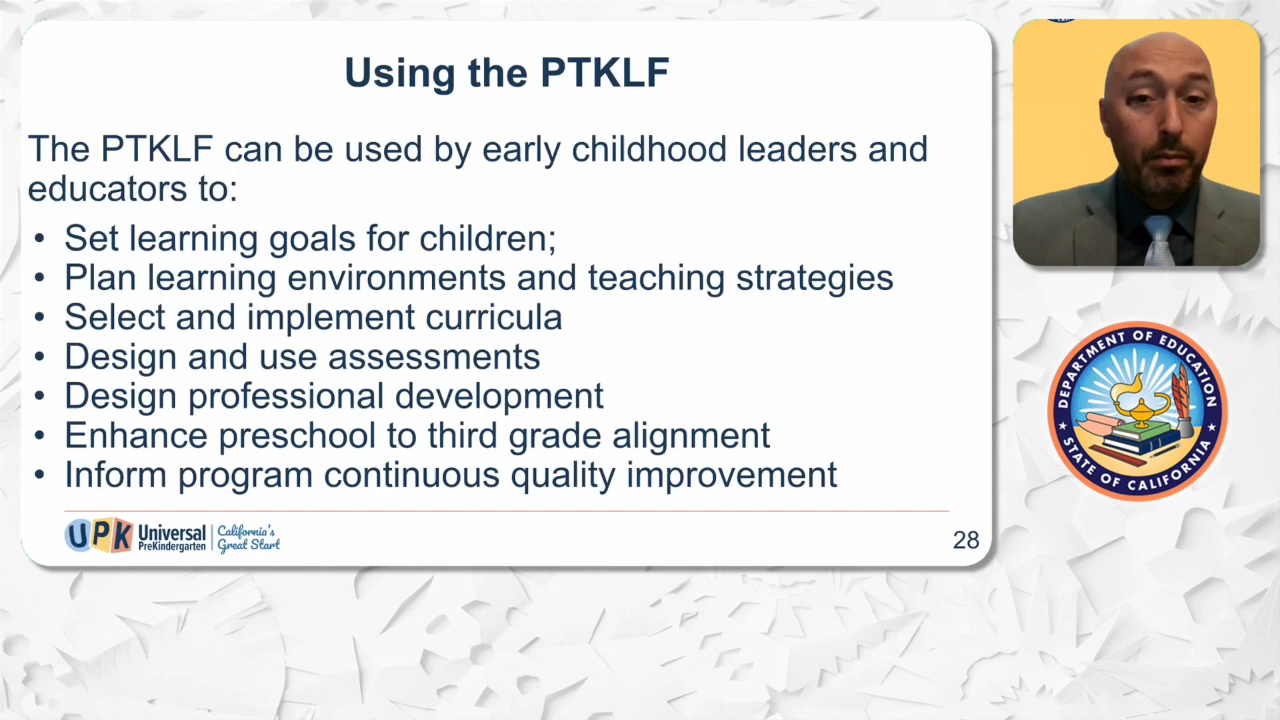 Using the PTKLF
The PTKLF can be used by early childhood leaders and
educators to:
• Set learning goals for children;
• Plan learning environments and teaching strategies
• Select and implement curricula
• Design and use assessments
• Design professional development
• Enhance preschool to third grade alignment
• Inform program continuous quality improvement
UPK
Universal
PreKindergarten
California's
Great Start
28
DEPARTMENT OF EDUCATION
STATE OF CALIFORNIA